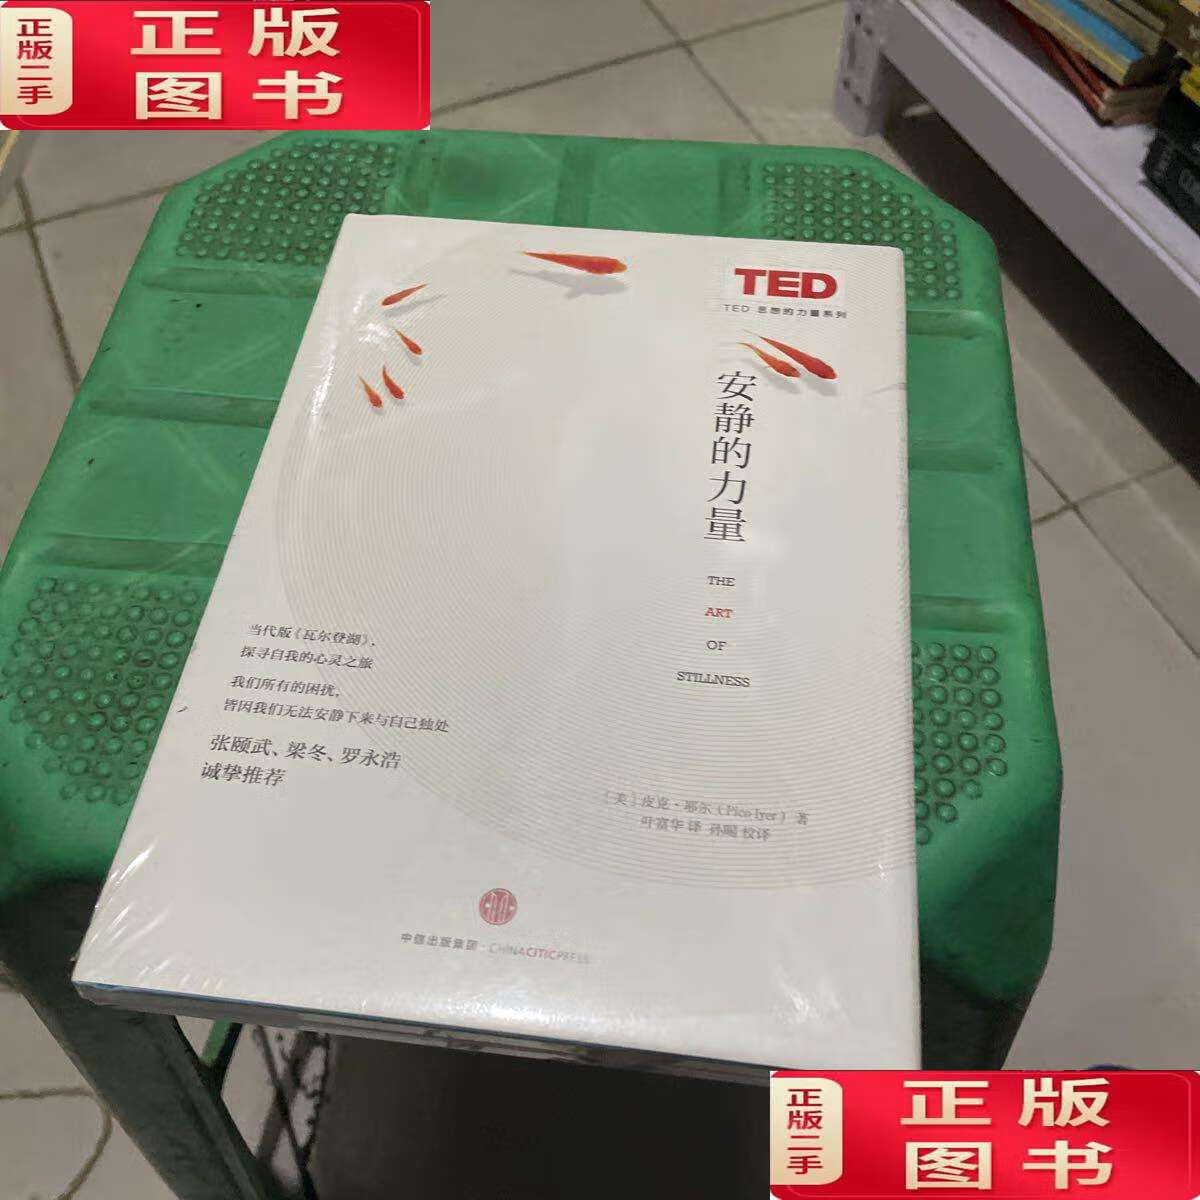 正版二手
正版
图书
TED
TED 思想的力量系列
安静的力量
THE
ART
OF
STILLNESS
当代版《瓦尔登湖》，
探寻自我的心灵之旅
我们所有的困扰，
皆因我们无法安静下来与自己独处
张颐武、梁冬、罗永浩
诚挚推荐
［美］皮克·耶尔（Pico Iyer）著
叶富华 译 孙飏 校译
中信出版集团·CHINACITICPRESS
正版二手
正版
图书